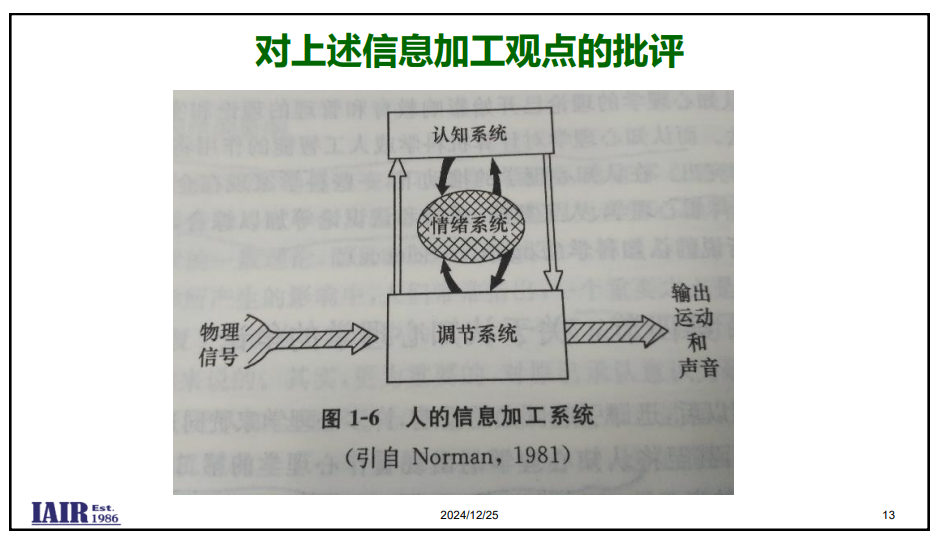 对上述信息加工观点的批评
认知系统
情绪系统
物理
信号
调节系统
输出
运动
和
声音
图 1-6 人的信息加工系统
(引自 Norman, 1981)
IAIR Est.
1986
2024/12/25
13